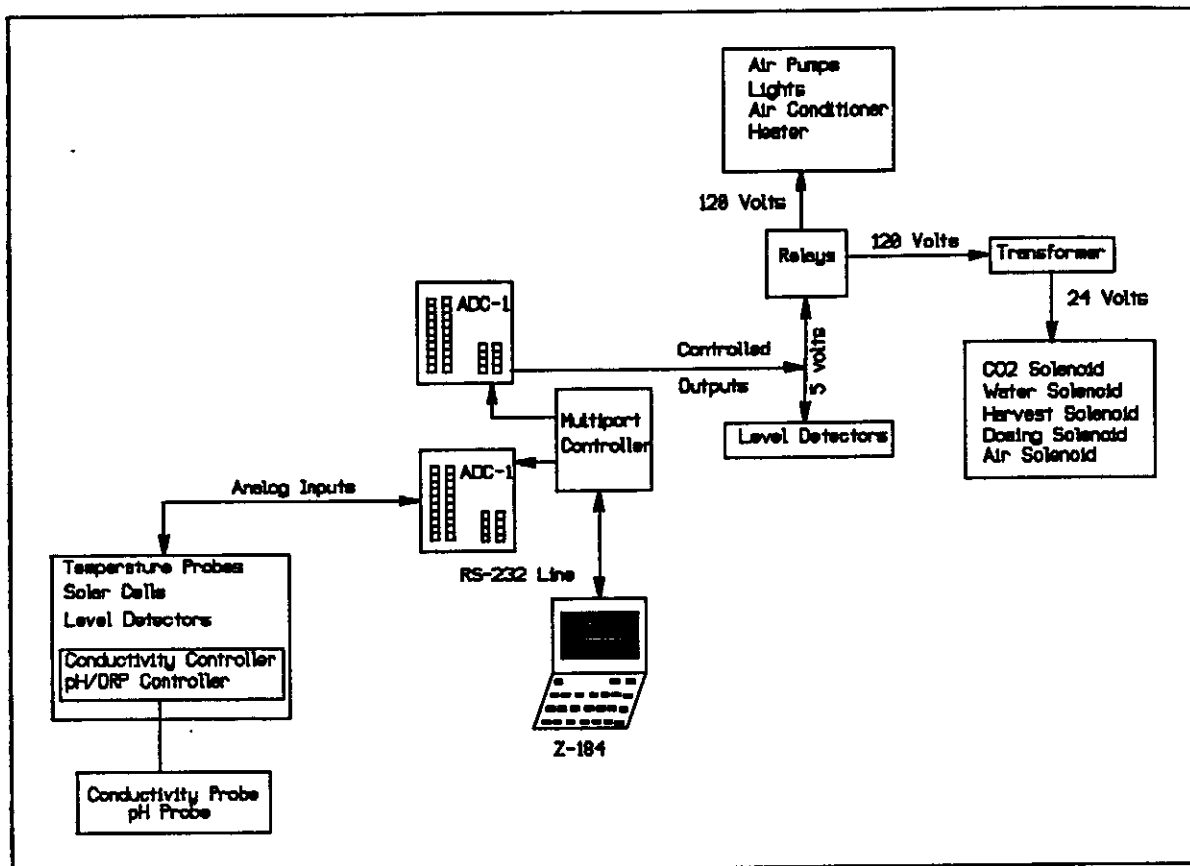 Air Pumps
Lights
Air Conditioner
Heater
120 Volts
Relays
120 Volts
Transformer
24 Volts
ADC-1
Controlled
Outputs
5 volts
CO2 Solenoid
Water Solenoid
Harvest Solenoid
Dosing Solenoid
Air Solenoid
Multiport
Controller
Level Detectors
ADC-1
Analog Inputs
RS-232 Line
Temperature Probes
Solar Cells
Level Detectors
Conductivity Controller
pH/ORP Controller
Z-184
Conductivity Probe
pH Probe